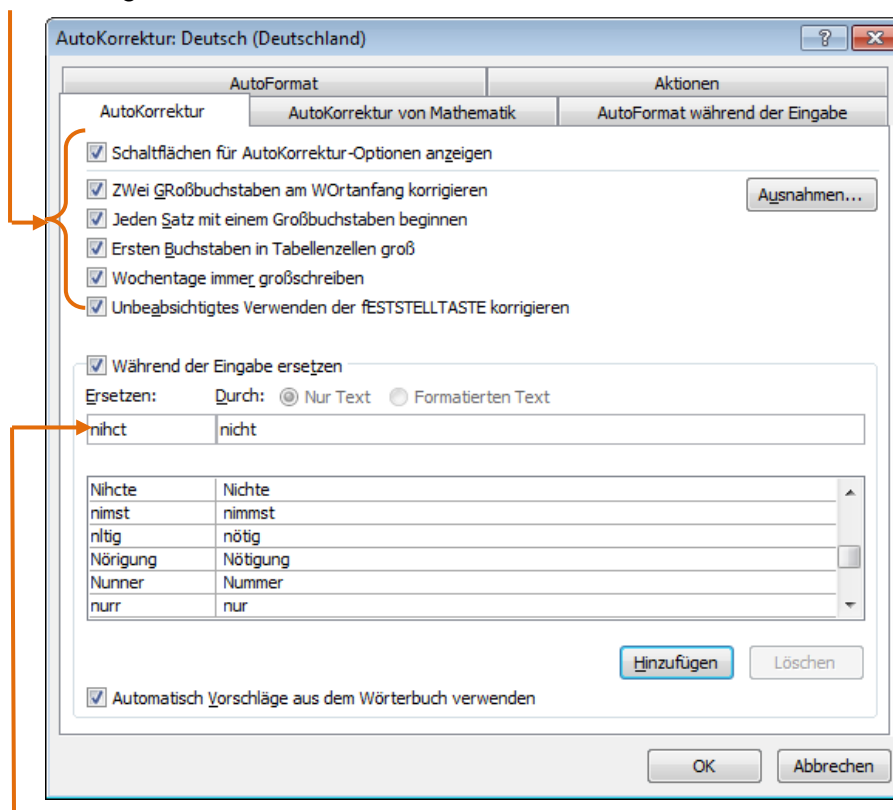 AutoKorrektur: Deutsch (Deutschland)
AutoFormat Aktionen
AutoKorrektur AutoKorrektur von Mathematik AutoFormat während der Eingabe
Schaltflächen für AutoKorrektur-Optionen anzeigen
ZWei GRoßbuchstaben am WOrtanfang korrigieren Ausnahmen...
Jeden Satz mit einem Großbuchstaben beginnen
Ersten Buchstaben in Tabellenzellen groß
Wochentage immer großschreiben
Unbeabsichtigtes Verwenden der fESTSTELLTASTE korrigieren
Während der Eingabe ersetzen
Ersetzen: Durch: Nur Text Formatierten Text
nihct nicht
Nihcte Nichte
nimst nimmst
nltig nötig
Nörigung Nötigung
Nunner Nummer
nurr nur
Hinzufügen Löschen
Automatisch Vorschläge aus dem Wörterbuch verwenden
OK Abbrechen